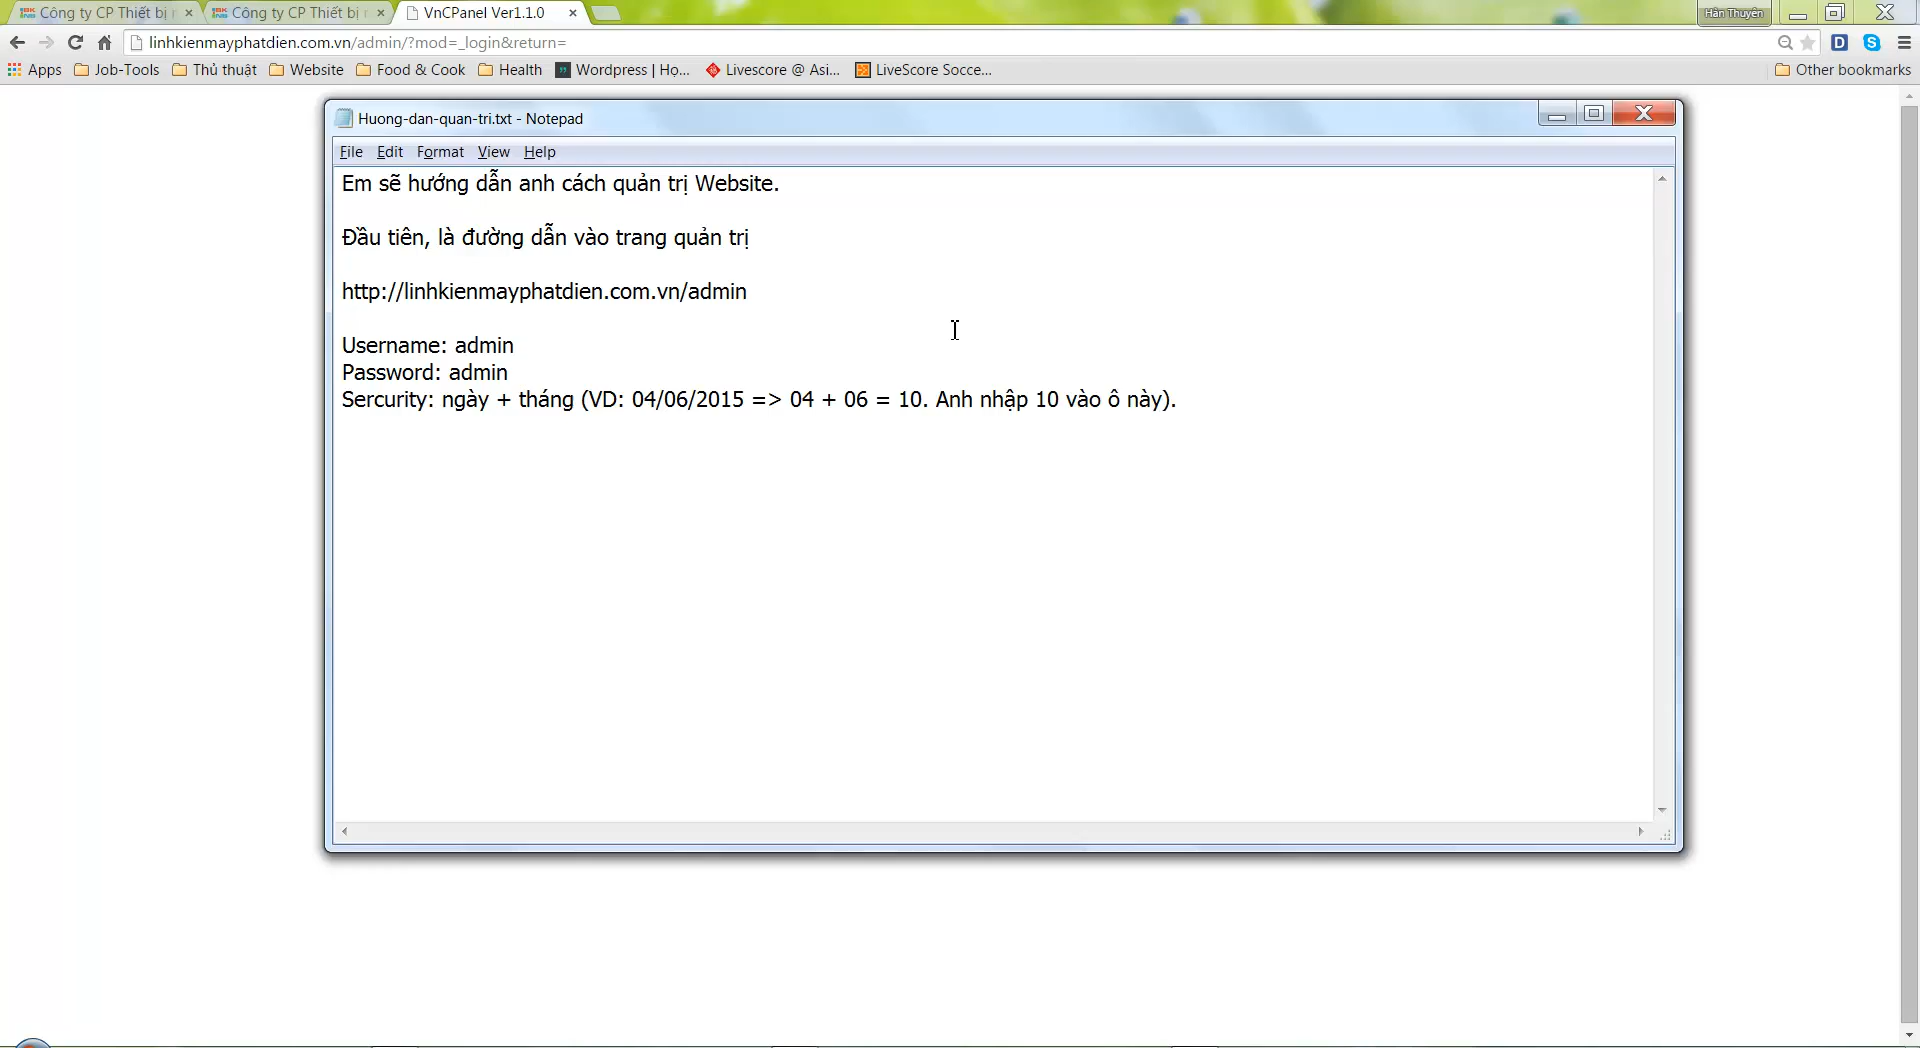 Công ty CP Thiết bị
Công ty CP Thiết bị
VnCPanel Ver1.1.0
Hân Thuyên
linhkienmayphatdien.com.vn/admin/?mod=_login&return=
Apps
Job-Tools
Thủ thuật
Website
Food & Cook
Health
Wordpress | Họ...
Livescore @ Asi...
LiveScore Socce...
Other bookmarks
Huong-dan-quan-tri.txt - Notepad
File Edit Format View Help
Em sẽ hướng dẫn anh cách quản trị Website.
Đầu tiên, là đường dẫn vào trang quản trị
http://linhkienmayphatdien.com.vn/admin
Username: admin
Password: admin
Sercurity: ngày + tháng (VD: 04/06/2015 => 04 + 06 = 10. Anh nhập 10 vào ô này).